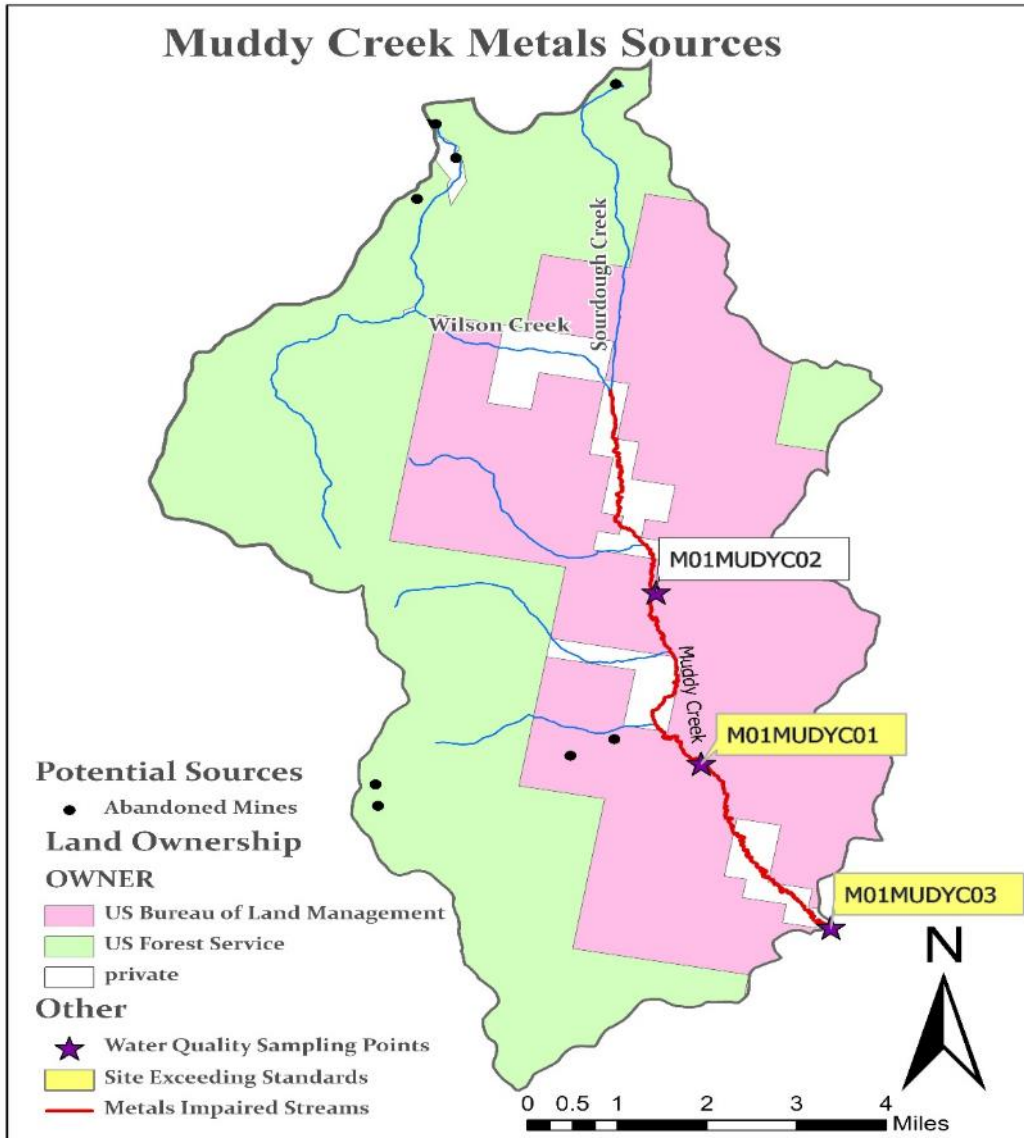 Muddy Creek Metals Sources
Sourdough Creek
Wilson Creek
M01MUDYC02
Muddy Creek
M01MUDYC01
M01MUDYC03
Potential Sources
Abandoned Mines
Land Ownership
OWNER
US Bureau of Land Management
US Forest Service
private
Other
Water Quality Sampling Points
Site Exceeding Standards
Metals Impaired Streams
N
0 0.5 1 2 3 4
Miles